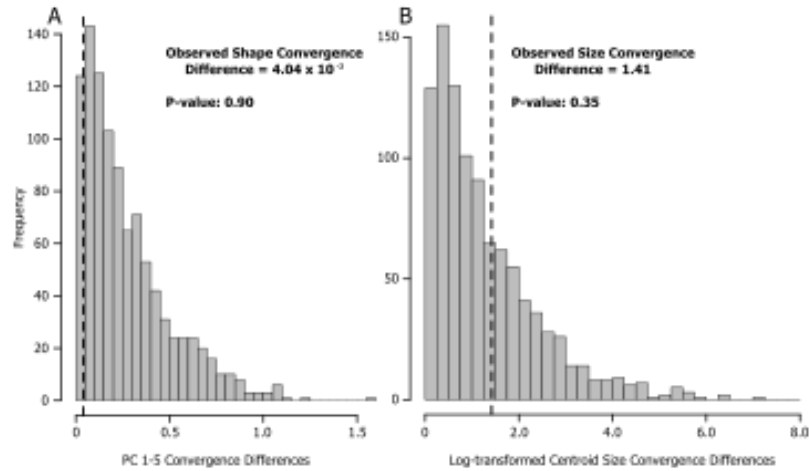 A
Observed Shape Convergence
Difference = 4.04 x 10⁻²
P-value: 0.90
Frequency
140
120
100
80
60
40
20
0
0
0.5
1.0
1.5
PC 1-5 Convergence Differences
B
Observed Size Convergence
Difference = 1.41
P-value: 0.35
150
100
50
0
0
2.0
4.0
6.0
8.0
Log-transformed Centroid Size Convergence Differences